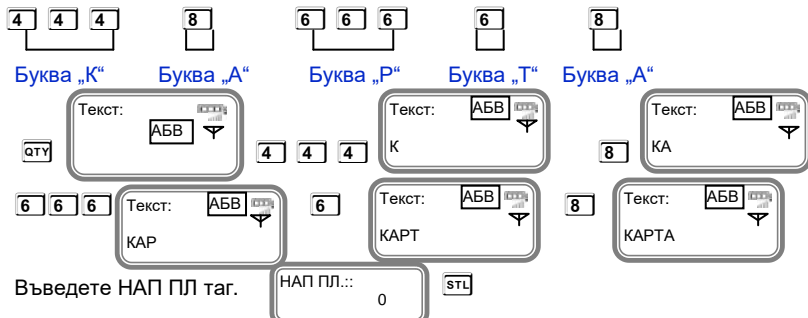 4 4 4 8 6 6 6 6 8
Буква „К“ Буква „А“ Буква „Р“ Буква „Т“ Буква „А“
QTY
Текст:
АБВ
4 4 4
Текст: АБВ
К
8
Текст: АБВ
КА
6 6 6
Текст: АБВ
КАР
6
Текст: АБВ
КАРТ
8
Текст: АБВ
КАРТА
Въведете НАП ПЛ таг.
НАП ПЛ.::
0
STL